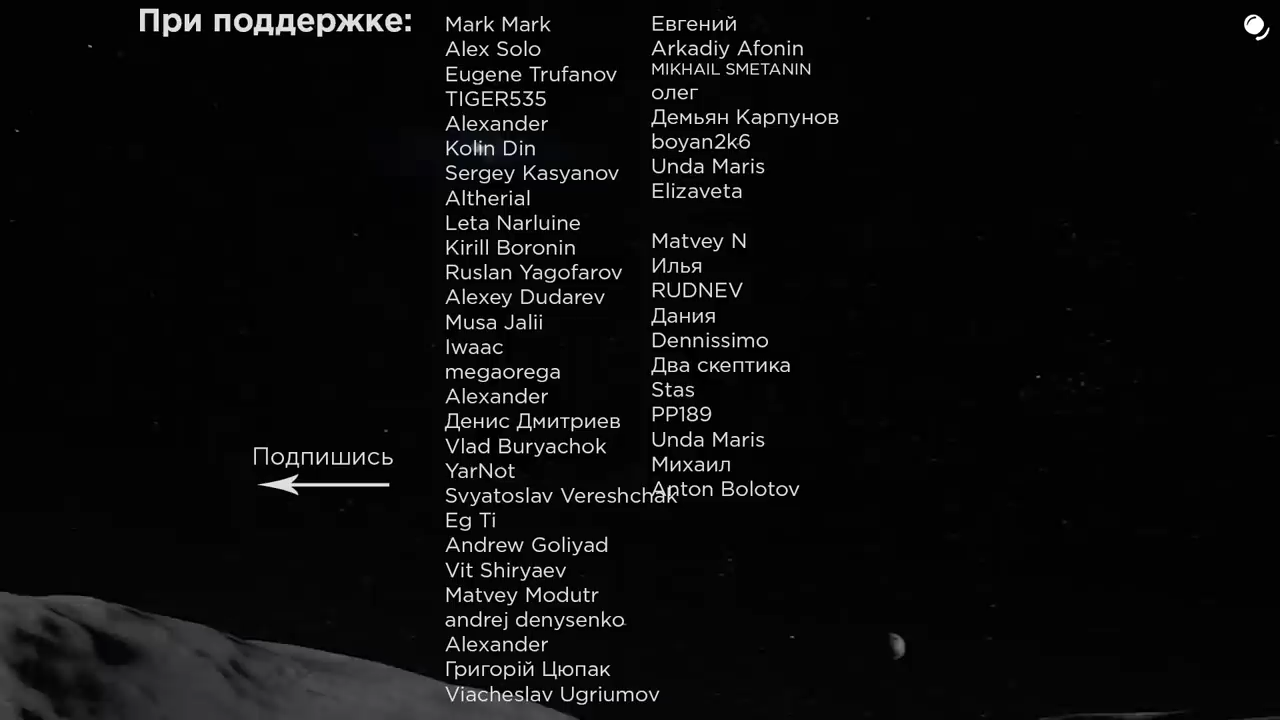 При поддержке:
Mark Mark
Alex Solo
Eugene Trufanov
TIGER535
Alexander
Kolin Din
Sergey Kasyanov
Altherial
Leta Narluine
Kirill Boronin
Ruslan Yagofarov
Alexey Dudarev
Musa Jalii
Iwaac
megaorega
Alexander
Денис Дмитриев
Vlad Buryachok
YarNot
Svyatoslav Vereshchak
Eg Ti
Andrew Goliyad
Vit Shiryaev
Matvey Modutr
andrej denysenko
Alexander
Григорій Цюпак
Viacheslav Ugriumov
Евгений
Arkadiy Afonin
MIKHAIL SMETANIN
олег
Демьян Карпунов
boyan2k6
Unda Maris
Elizaveta
Matvey N
Илья
RUDNEV
Дания
Dennissimo
Два скептика
Stas
PP189
Unda Maris
Михаил
Anton Bolotov
Подпишись